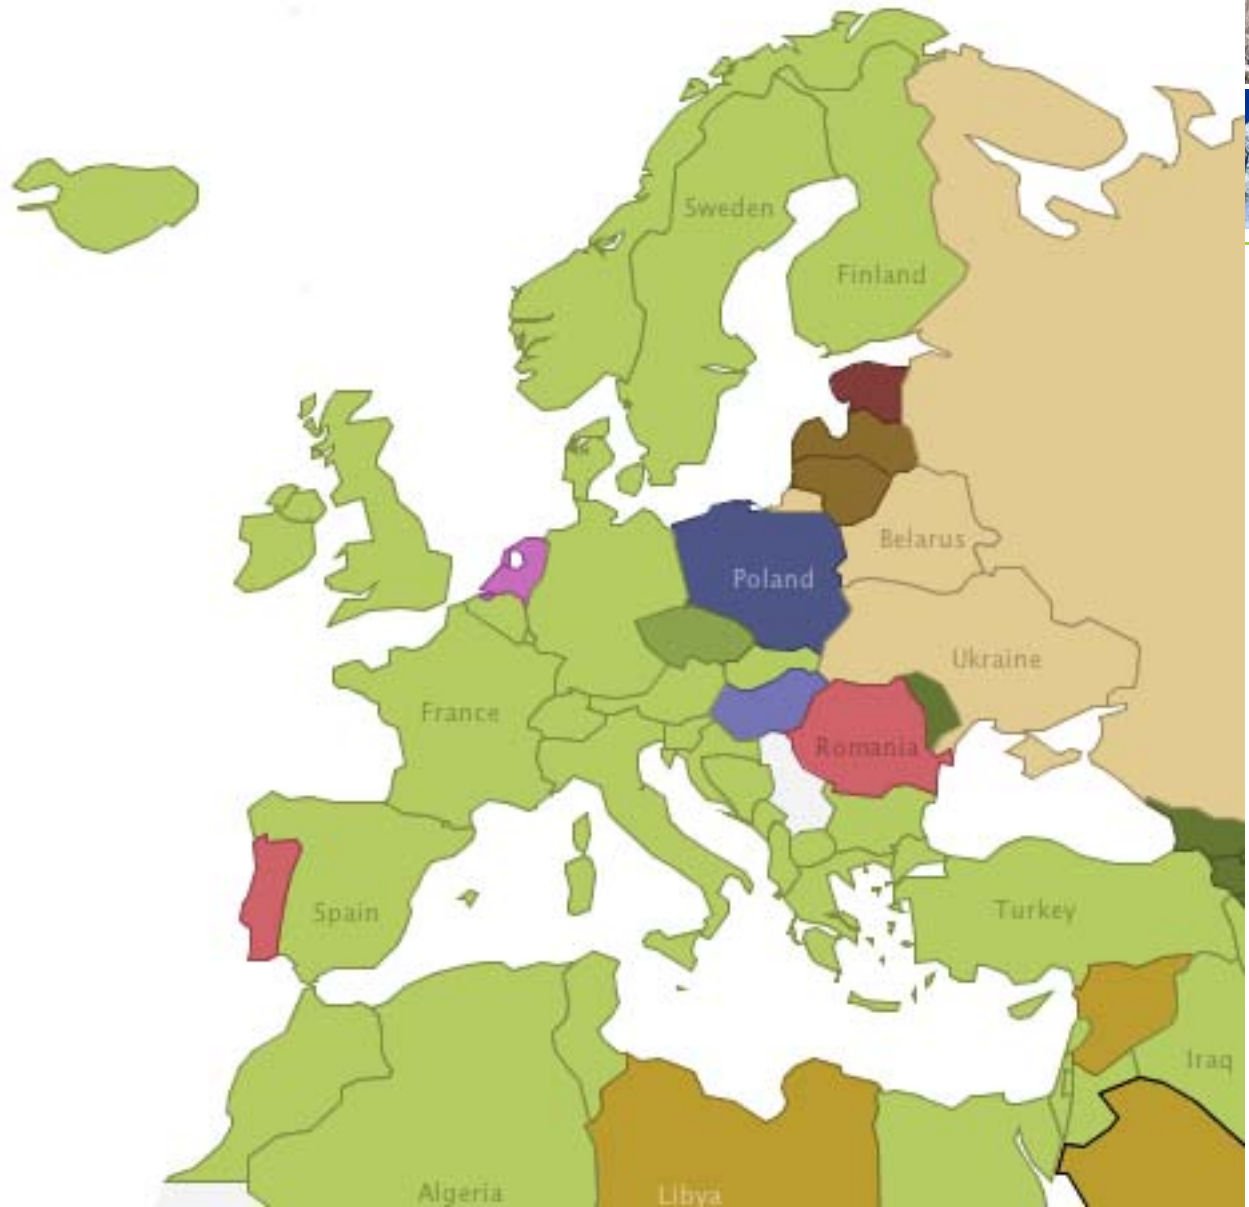 Sweden
Finland
Belarus
Poland
Ukraine
France
Romania
Spain
Turkey
Iraq
Algeria
Libya